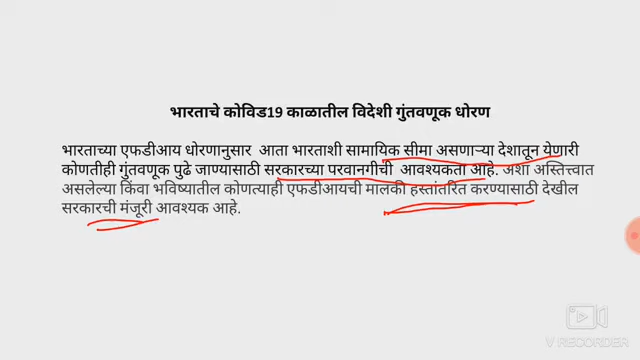 भारताचे कोविड19 काळातील विदेशी गुंतवणूक धोरण
भारताच्या एफडीआय धोरणानुसार आता भारताशी सामायिक सीमा असणाऱ्या देशातून येणारी
कोणतीही गुंतवणूक पुढे जाण्यासाठी सरकारच्या परवानगीची आवश्यकता आहे. अशा अस्तित्त्वात
असलेल्या किंवा भविष्यातील कोणत्याही एफडीआयची मालकी हस्तांतरित करण्यासाठी देखील
सरकारची मंजूरी आवश्यक आहे.
V RECORDER